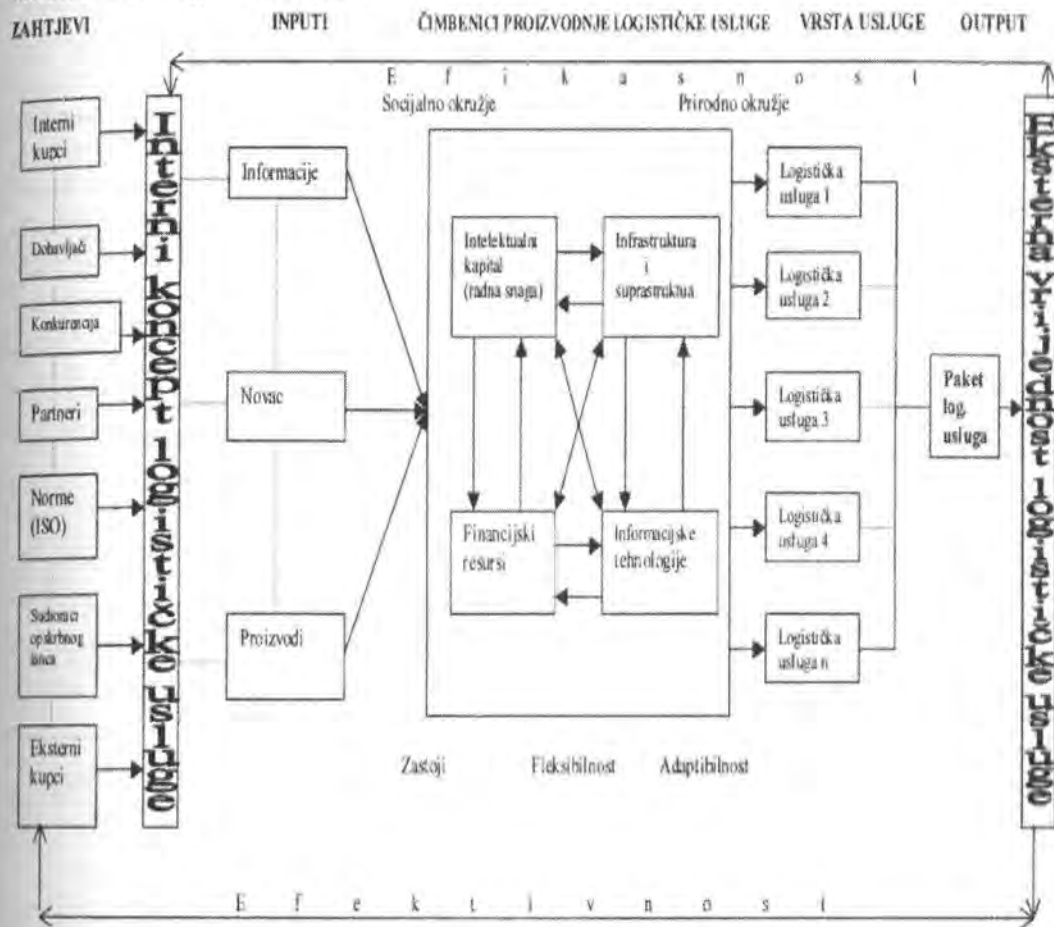 ZAHTJEVI
INPUTI
ČIMBENICI PROIZVODNJE LOGISTIČKE USLUGE
VRSTA USLUGE
OUTPUT
Efikasnost
Socijalno okružje
Prirodno okružje
Interni
kupci
Dobavljači
Konkurencija
Partneri
Norme
(ISO)
Sudionici
opskrbnog
lanca
Eksterni
kupci
Interni koncept logističke usluge
Informacije
Novac
Proizvodi
Intelektualni
kapital
(radna snaga)
Infrastruktura
i
suprastruktua
Financijski
resursi
Informacijske
tehnologije
Logistička
usluga 1
Logistička
usluga 2
Logistička
usluga 3
Logistička
usluga 4
Logistička
usluga n
Paket
log.
usluga
Eksterna vrijednost logističke usluge
Zastoji
Fleksibilnost
Adaptibilnost
Efektivnost